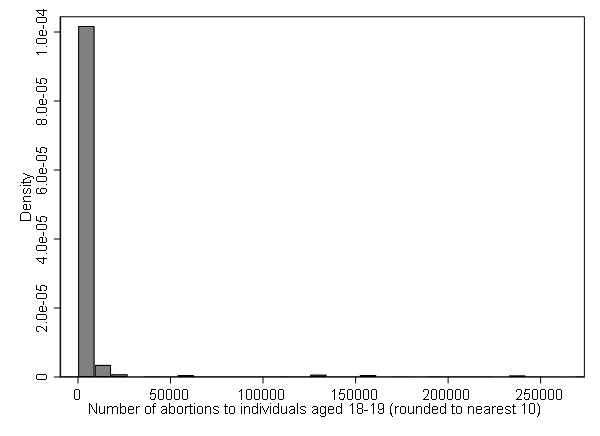 Density
1.0e-04
8.0e-05
6.0e-05
4.0e-05
2.0e-05
0
0 50000 100000 150000 200000 250000
Number of abortions to individuals aged 18-19 (rounded to nearest 10)